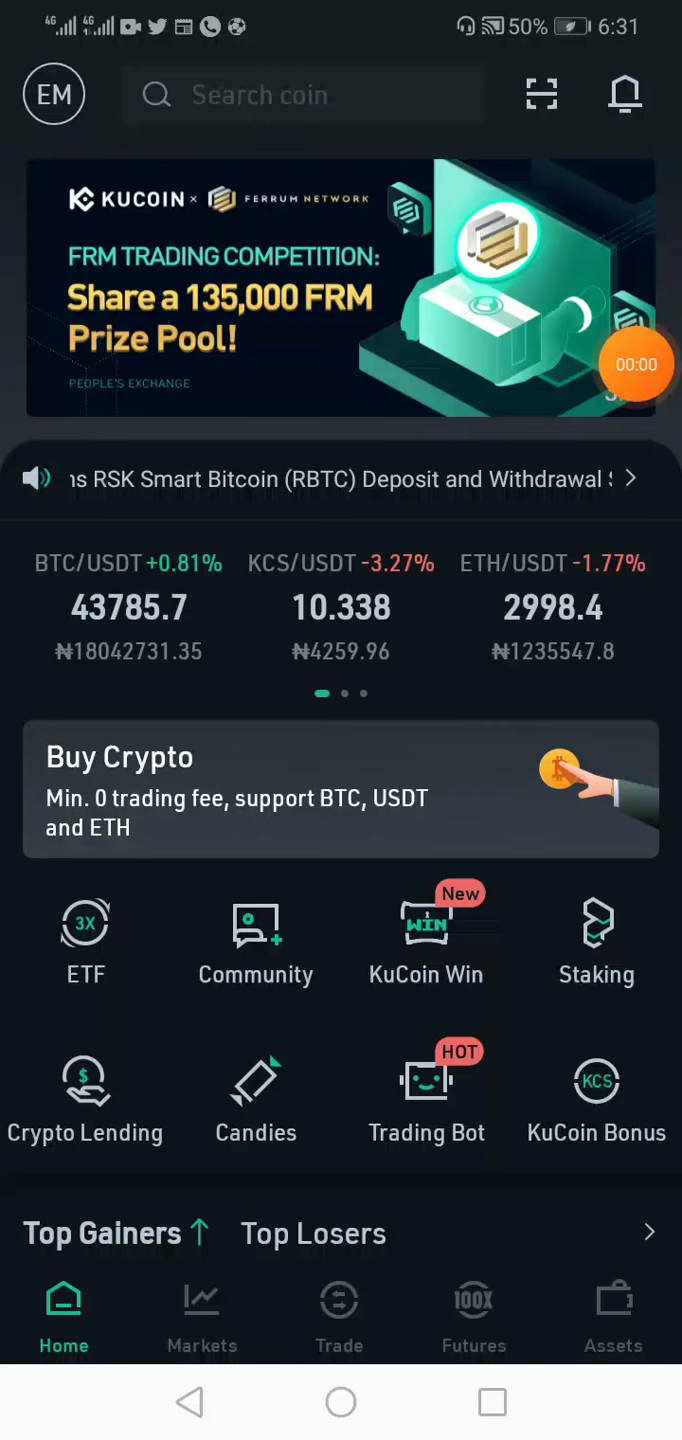 4G 4G 50% 6:31
EM Search coin
KUCOIN × FERRUM NETWORK
FRM TRADING COMPETITION:
Share a 135,000 FRM
Prize Pool!
PEOPLE'S EXCHANGE
00:00
ns RSK Smart Bitcoin (RBTC) Deposit and Withdrawal
BTC/USDT +0.81% KCS/USDT -3.27% ETH/USDT -1.77%
43785.7 10.338 2998.4
₦18042731.35 ₦4259.96 ₦1235547.8
Buy Crypto
Min. 0 trading fee, support BTC, USDT
and ETH
New
3X WIN
ETF Community KuCoin Win Staking
HOT
$ KCS
Crypto Lending Candies Trading Bot KuCoin Bonus
Top Gainers Top Losers
100X
Home Markets Trade Futures Assets